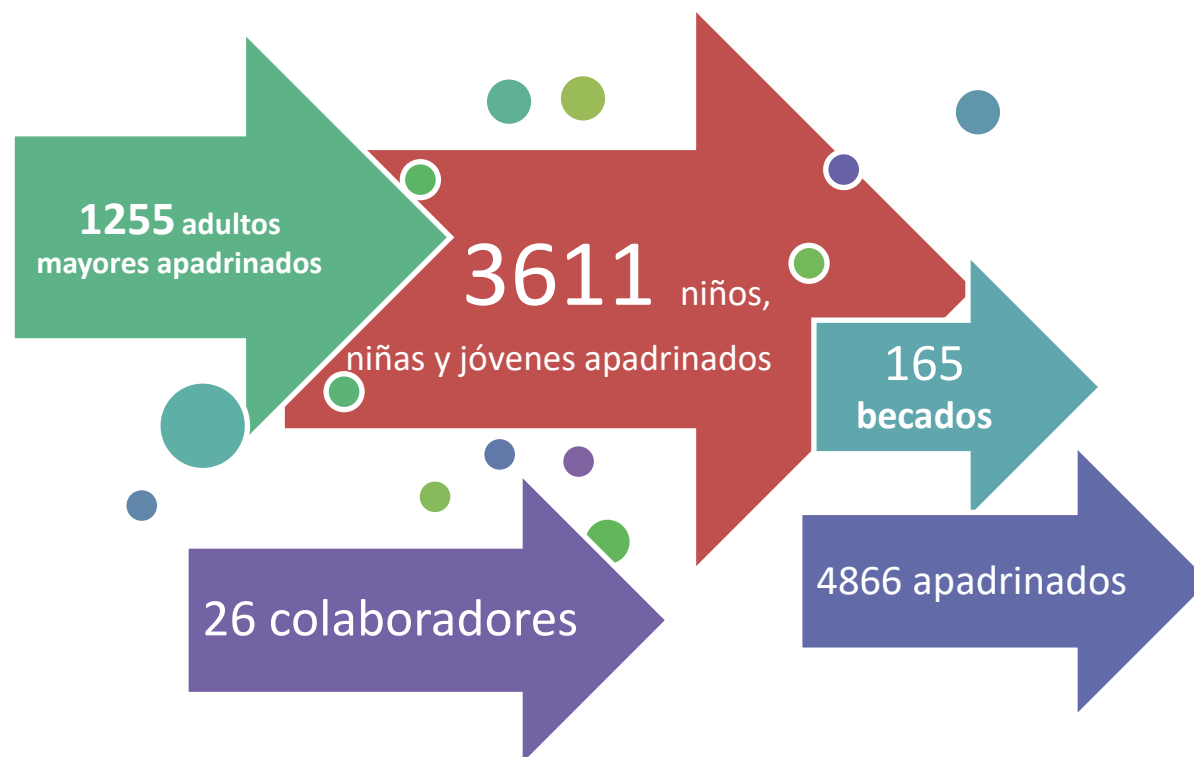 1255 adultos
mayores apadrinados
3611 niños,
niñas y jóvenes apadrinados
165
becados
4866 apadrinados
26 colaboradores